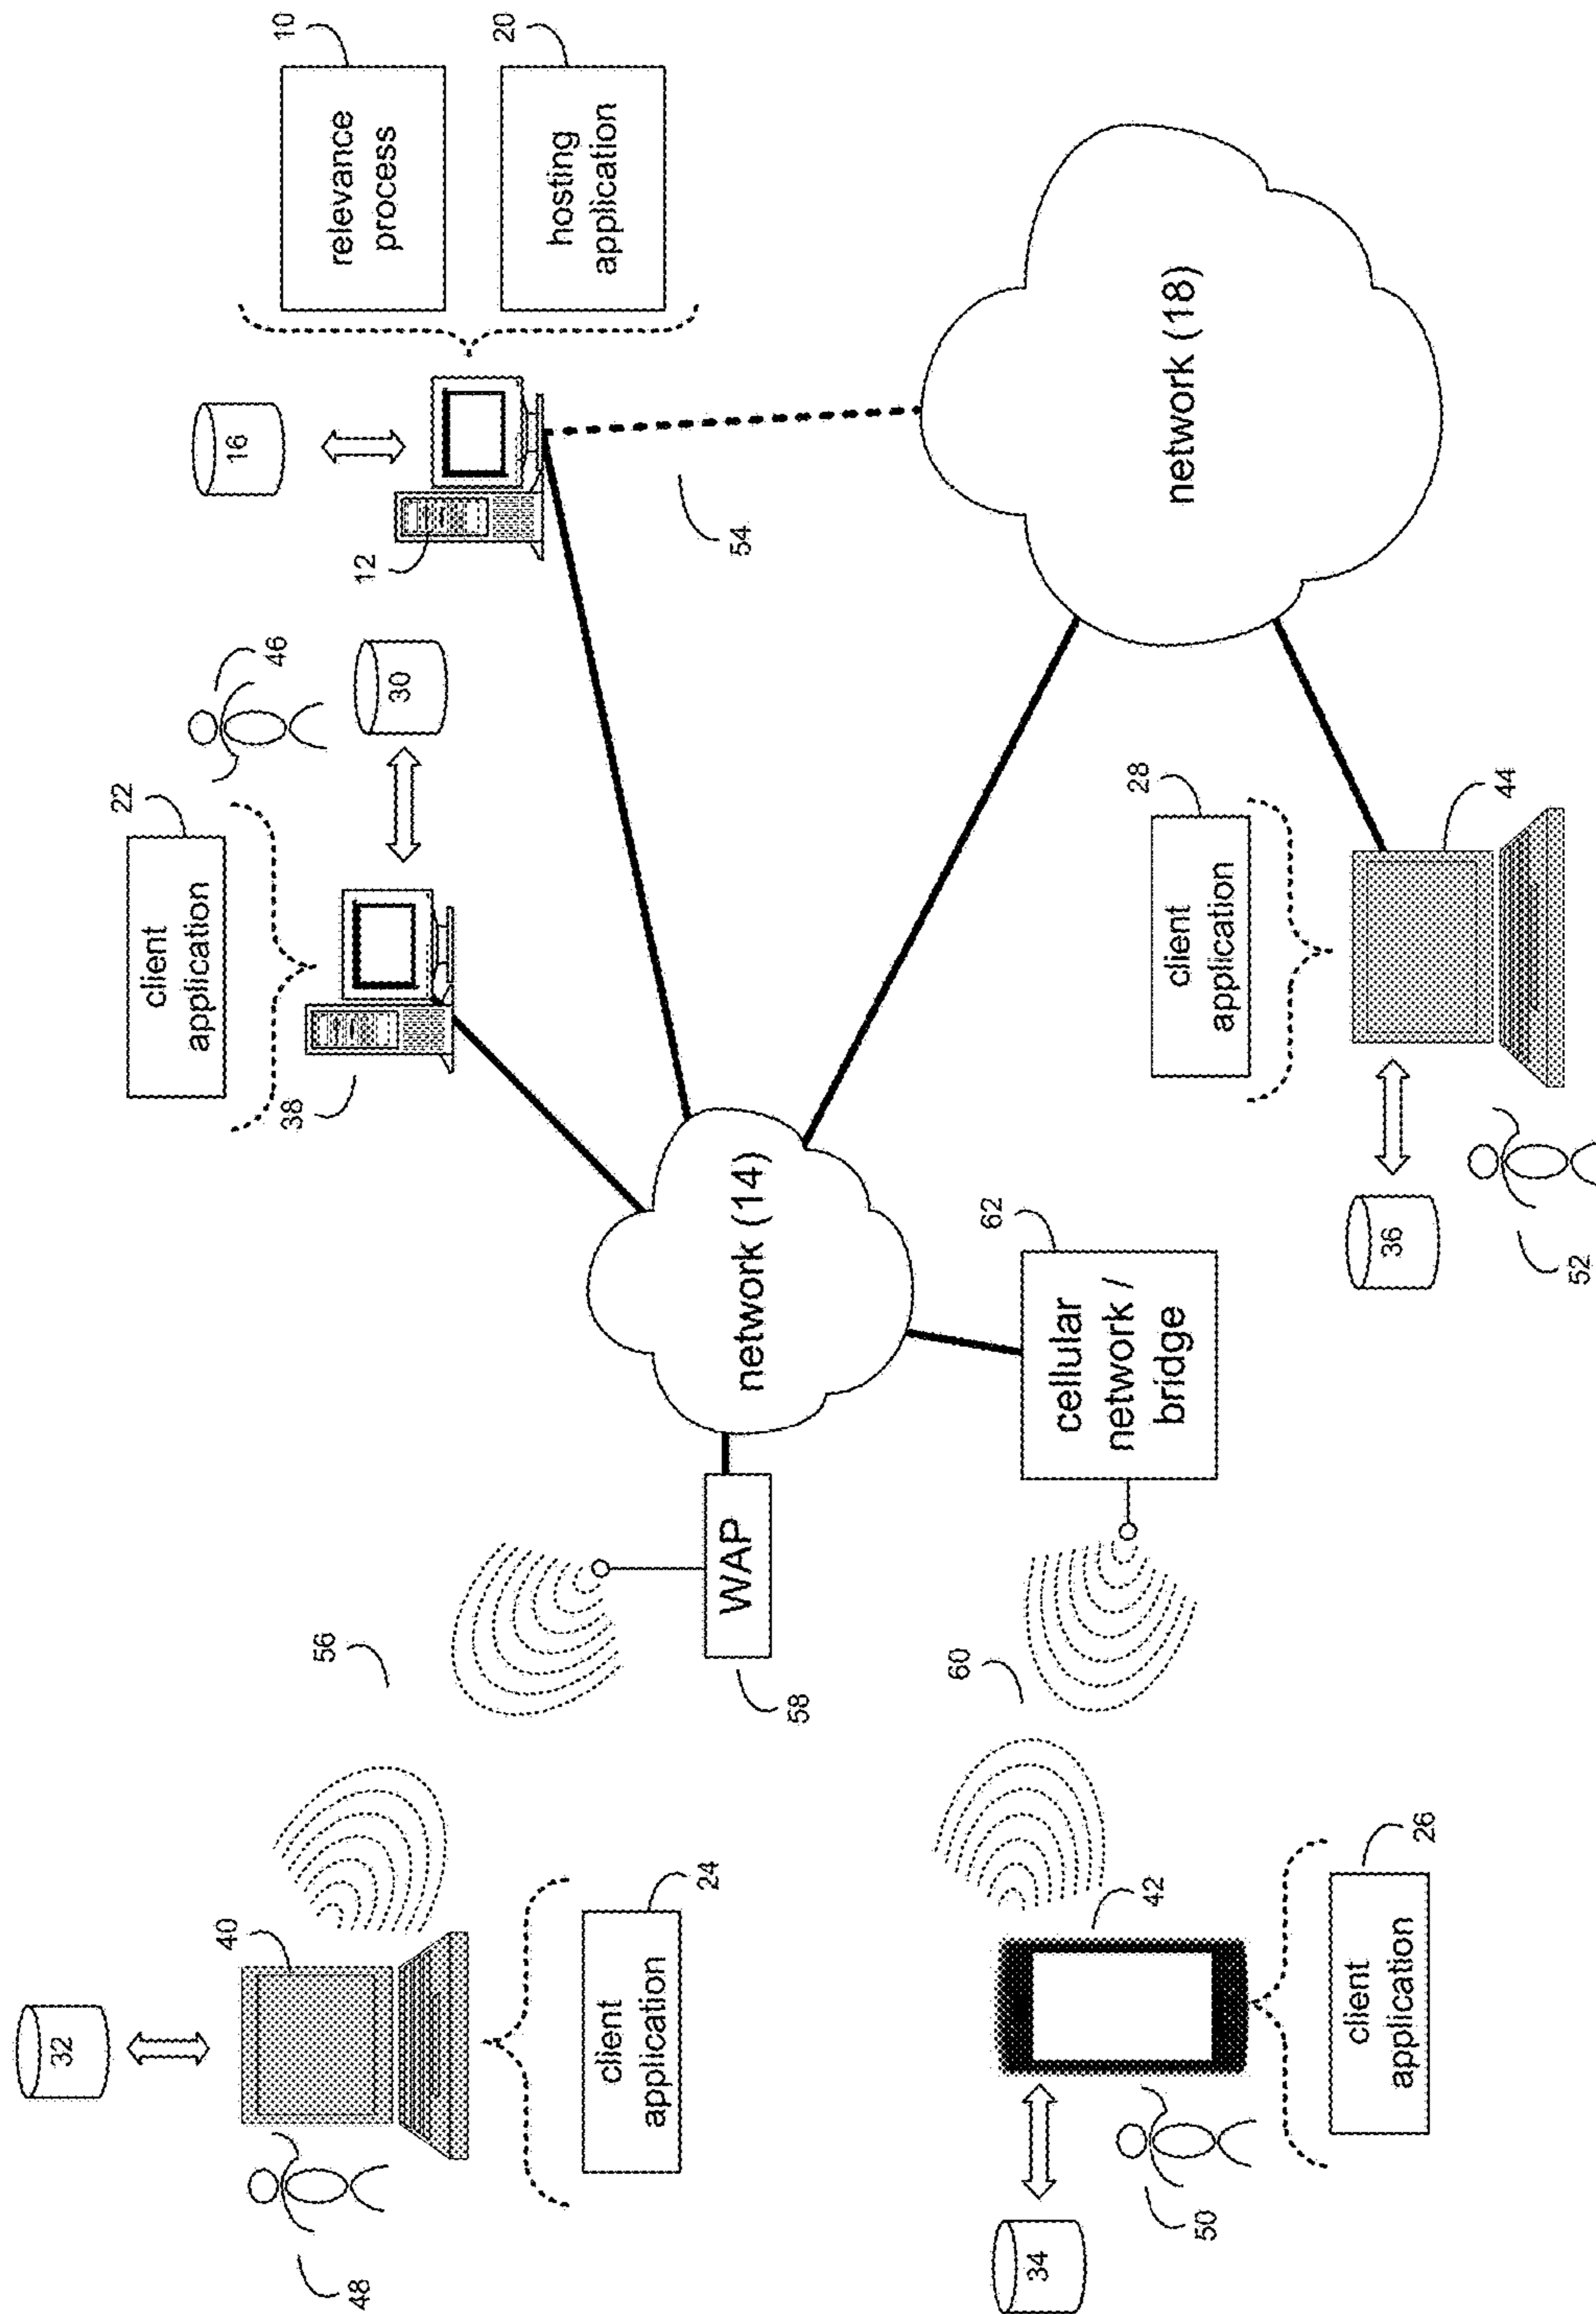 32
22
client
application
40
16
46
10
38
56
relevance
process
48
12
30
20
hosting
application
client
application
24
WAP
54
network (14)
58
60
62
34
cellular
network /
bridge
28
42
client
application
network (18)
50
client
application
36
26
44
52